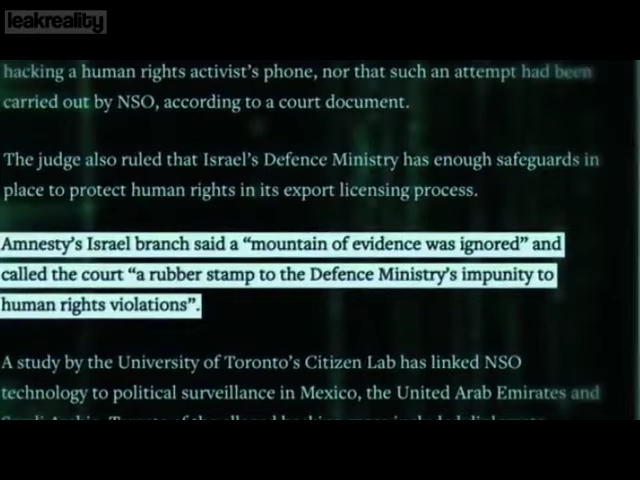 leakreality
hacking a human rights activist's phone, nor that such an attempt had been
carried out by NSO, according to a court document.
The judge also ruled that Israel's Defence Ministry has enough safeguards in
place to protect human rights in its export licensing process.
Amnesty's Israel branch said a “mountain of evidence was ignored” and
called the court “a rubber stamp to the Defence Ministry's impunity to
human rights violations”.
A study by the University of Toronto's Citizen Lab has linked NSO
technology to political surveillance in Mexico, the United Arab Emirates and